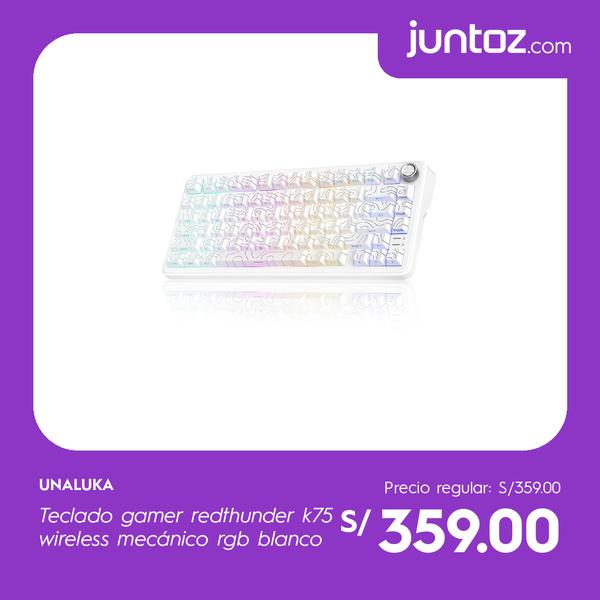 juntoz.com
UNALUKA
Teclado gamer redthunder k75
wireless mecánico rgb blanco
Precio regular: S/359.00
S/ 359.00